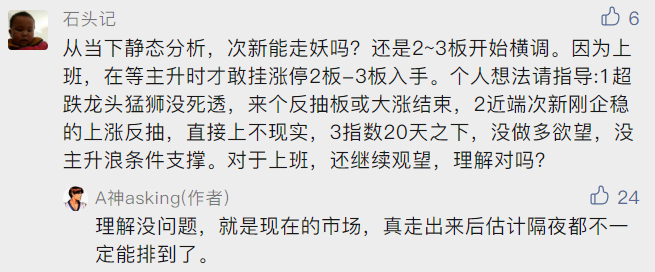 石头记
6
从当下静态分析，次新能走妖吗？还是2~3板开始横调。因为上
班，在等主升时才敢挂涨停2板-3板入手。个人想法请指导:1超
跌龙头猛狮没死透，来个反抽板或大涨结束，2近端次新刚企稳
的上涨反抽，直接上不现实，3指数20天之下，没做多欲望，没
主升浪条件支撑。对于上班，还继续观望，理解对吗？
A神asking(作者)
24
理解没问题，就是现在的市场，真走出来后估计隔夜都不一
定能排到了。